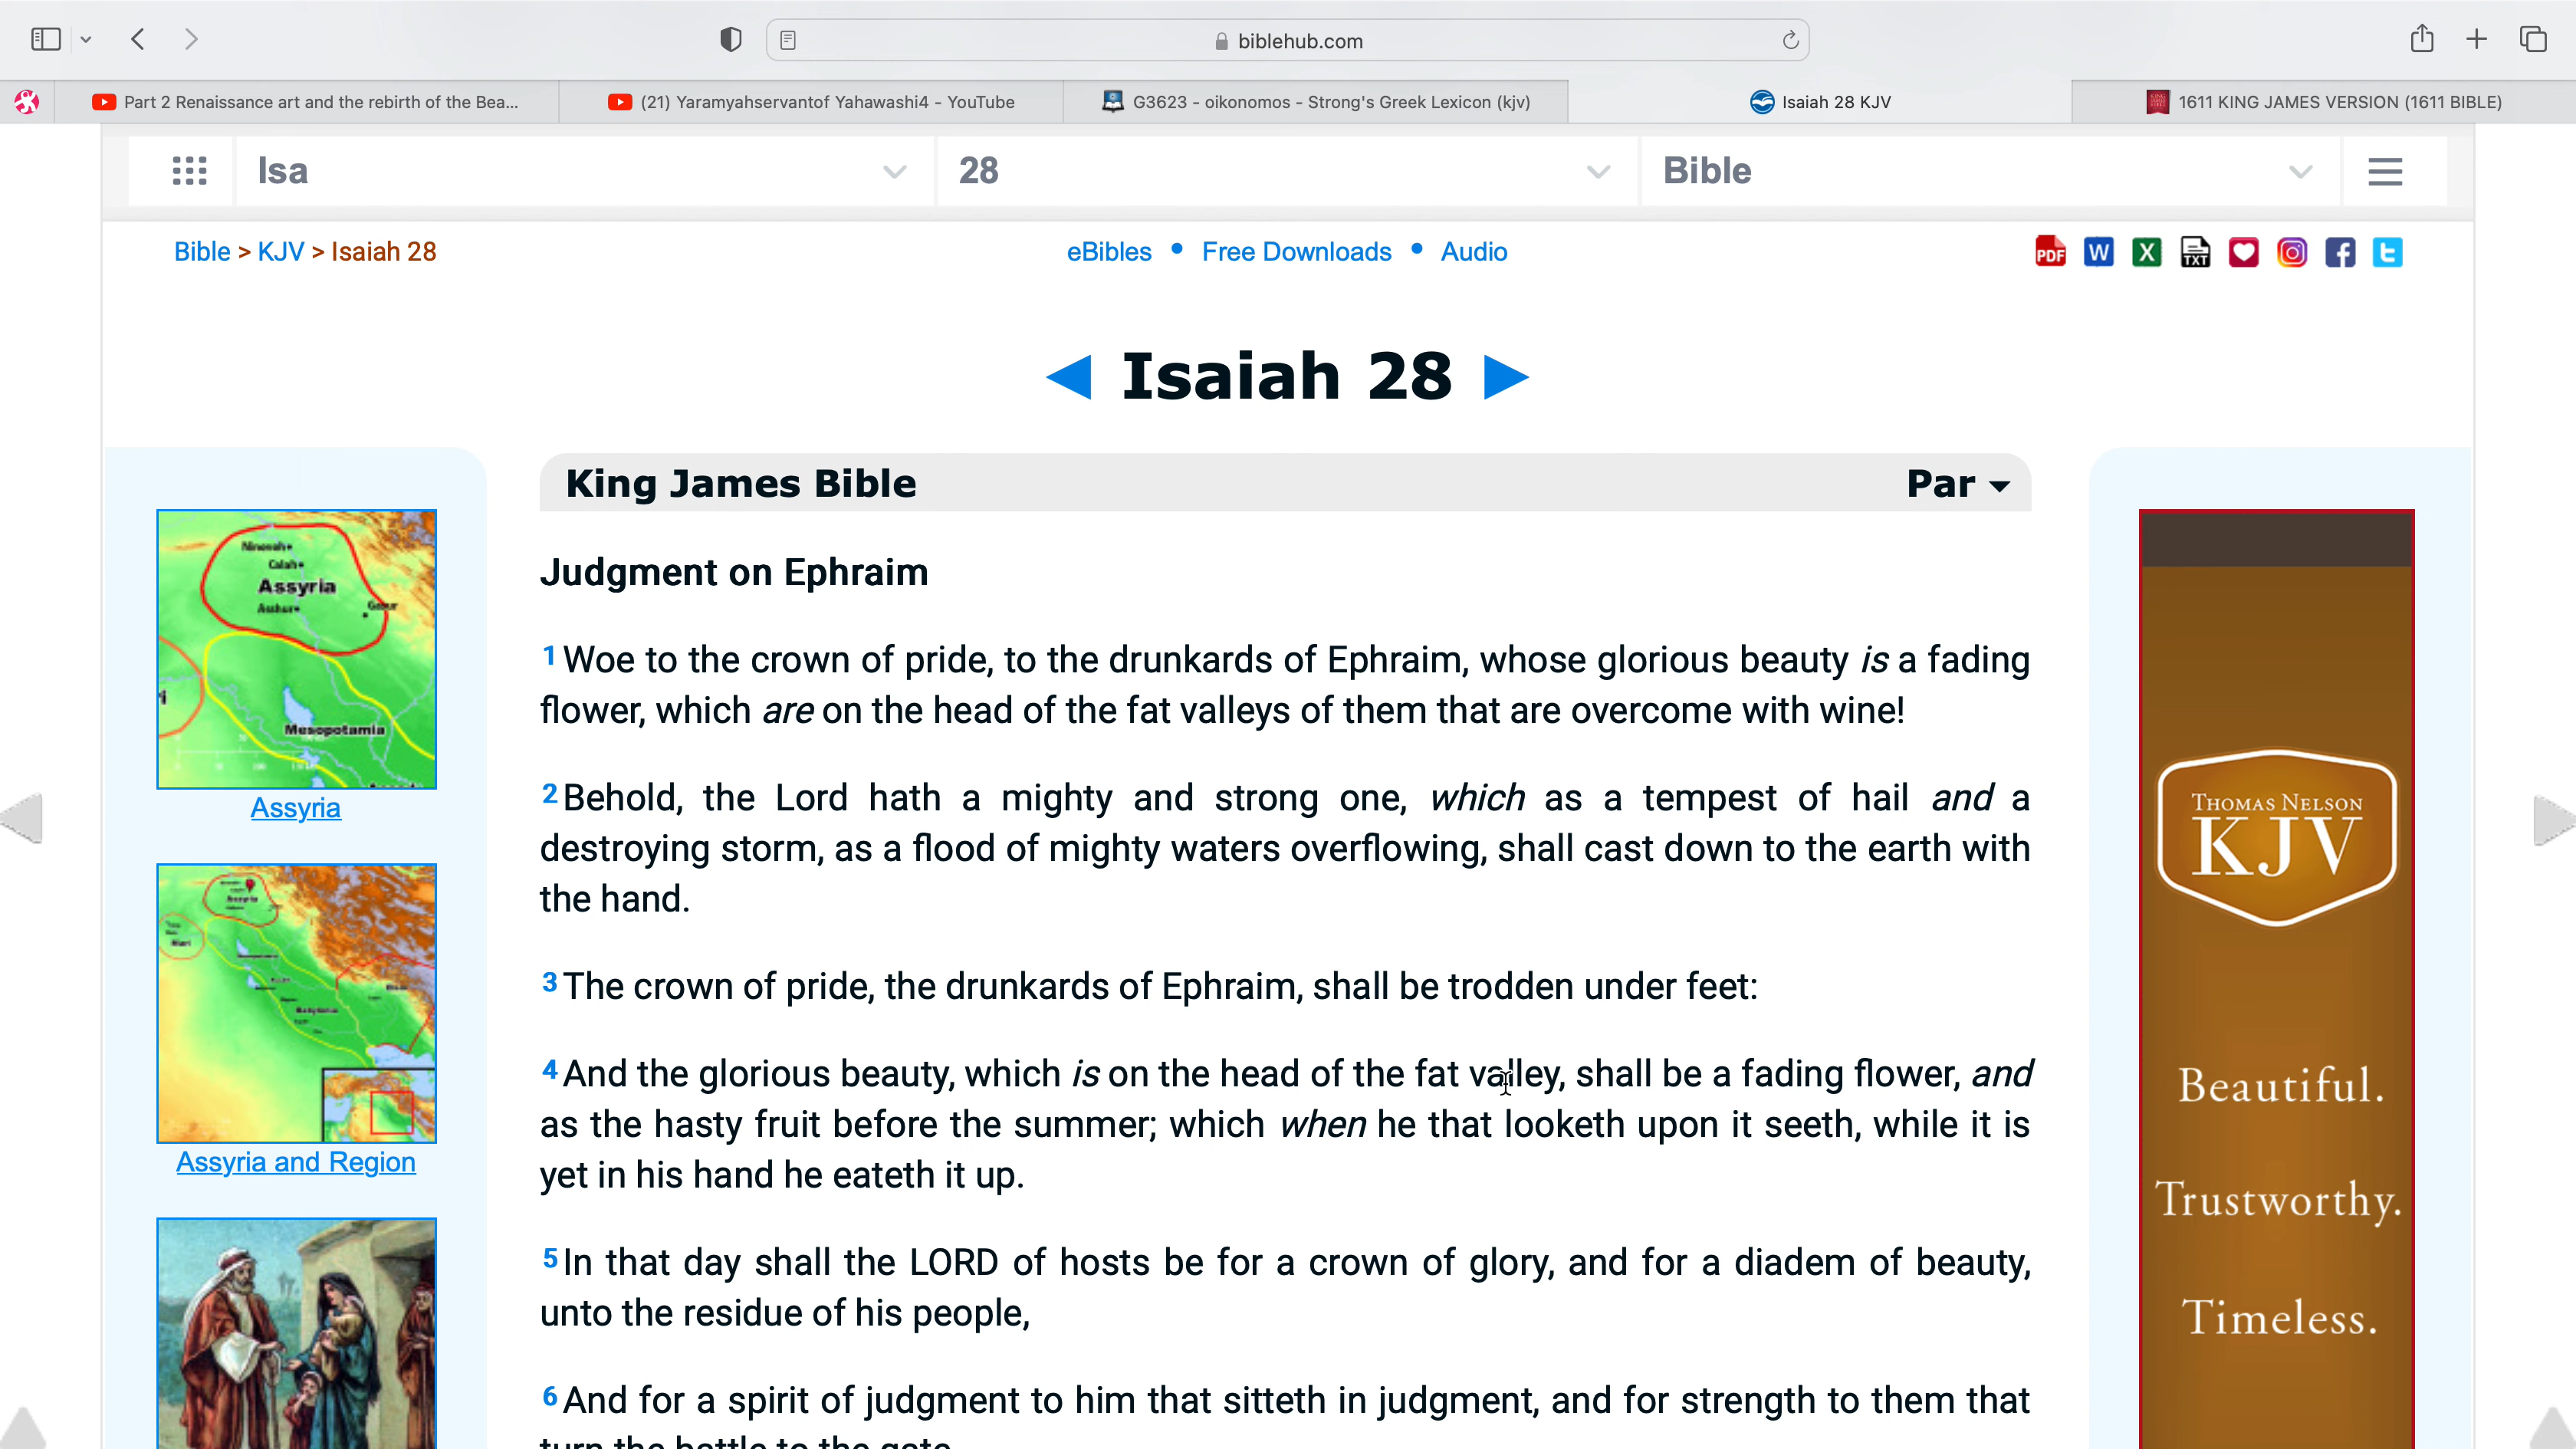 biblehub.com
Part 2 Renaissance art and the rebirth of the Bea...
(21) Yaramyahservantof Yahawashi4 - YouTube
G3623 - oikonomos - Strong's Greek Lexicon (kjv)
Isaiah 28 KJV
1611 KING JAMES VERSION (1611 BIBLE)
Isa
28
Bible
Bible > KJV > Isaiah 28
eBibles • Free Downloads • Audio
PDF W X TXT
Isaiah 28
King James Bible
Par
Judgment on Ephraim
1 Woe to the crown of pride, to the drunkards of Ephraim, whose glorious beauty is a fading
flower, which are on the head of the fat valleys of them that are overcome with wine!
2 Behold, the Lord hath a mighty and strong one, which as a tempest of hail and a
destroying storm, as a flood of mighty waters overflowing, shall cast down to the earth with
the hand.
3 The crown of pride, the drunkards of Ephraim, shall be trodden under feet:
4 And the glorious beauty, which is on the head of the fat valley, shall be a fading flower, and
as the hasty fruit before the summer; which when he that looketh upon it seeth, while it is
yet in his hand he eateth it up.
5 In that day shall the LORD of hosts be for a crown of glory, and for a diadem of beauty,
unto the residue of his people,
6 And for a spirit of judgment to him that sitteth in judgment, and for strength to them that
turn the battle to the gate.
Assyria
Mesopotamia
Assyria
Assyria and Region
THOMAS NELSON
KJV
Beautiful.
Trustworthy.
Timeless.